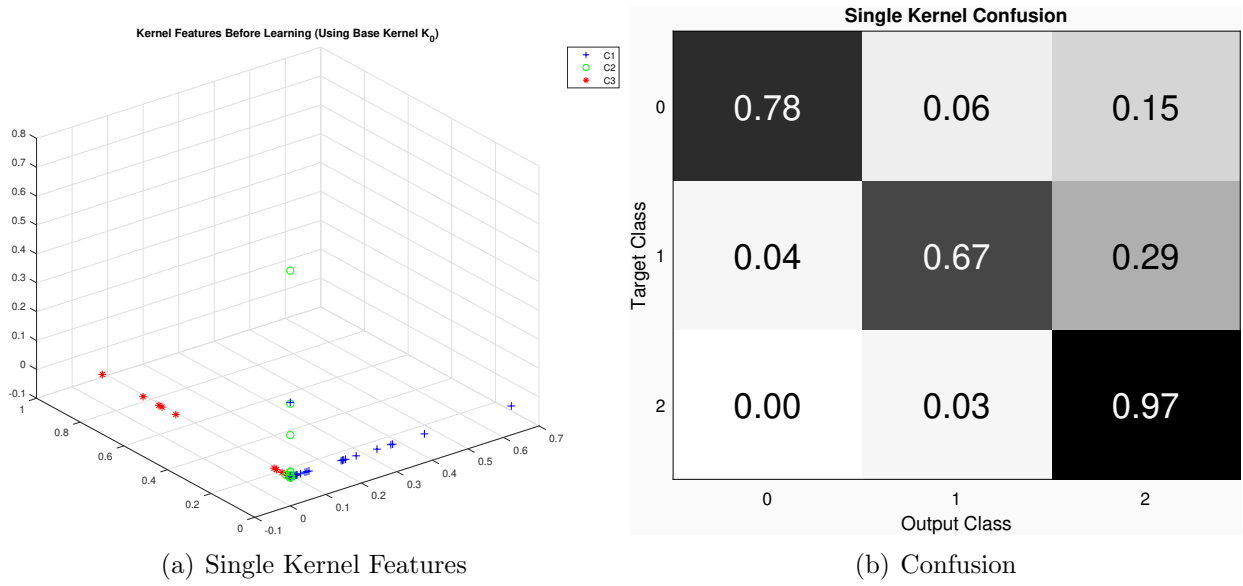 Kernel Features Before Learning (Using Base Kernel K0)
C1
C2
C3
0.8
0.7
0.6
0.5
0.4
0.3
0.2
0.1
0
-0.1
1
0.8
0.6
0.4
0.2
0
-0.1
0
0.1
0.2
0.3
0.4
0.5
0.6
0.7
(a) Single Kernel Features
Single Kernel Confusion
Target Class
0
0.78 0.06 0.15
1
0.04 0.67 0.29
2
0.00 0.03 0.97
0 1 2
Output Class
(b) Confusion